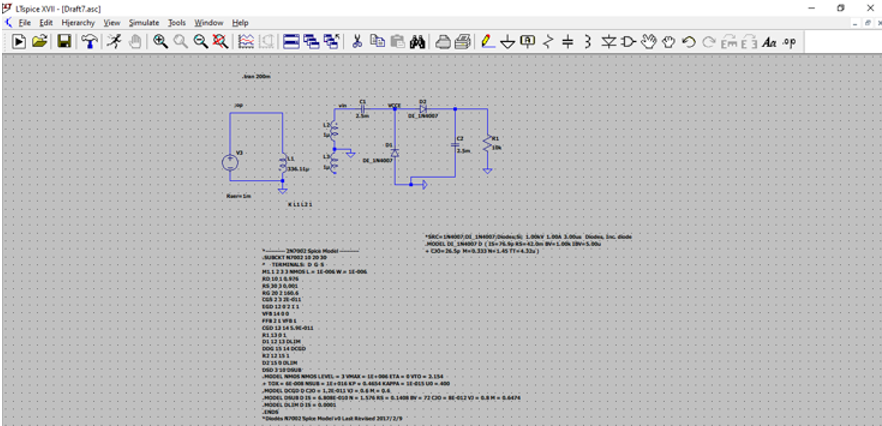 LTspice XVII - [Draft7.asc]
File Edit Hierarchy View Simulate Tools Window Help
.tran 200m
V3
Rser=1m
L1
336.11µ
K L1 L2 1
L2
1µ
L3
1µ
vin
C1
2.5m
VCCE
D2
DI_1N4007
D1
DI_1N4007
C2
2.5m
R1
10k
*SRC=1N4007;DI_1N4007;Diodes;Si; 1.00kV 1.00A 3.00us Diodes, Inc. diode
.MODEL DI_1N4007 D ( IS=76.9p RS=42.0m BV=1.00k IBV=5.00u
+ CJO=26.5p M=0.333 N=1.45 TT=4.32u )
*---------- 2N7002 Spice Model ----------
.SUBCKT N7002 10 20 30
* TERMINALS: D G S
M1 1 2 3 3 NMOS L = 1E-006 W = 1E-006
RD 10 1 0.976
RS 30 3 0.001
RG 20 2 160.6
CGS 2 3 2E-011
EGD 12 0 2 1 1
VFB 14 0 0
FFB 2 1 VFB 1
CGD 13 14 5.9E-011
R1 13 0 1
D1 12 13 DLIM
DDG 15 14 DCGD
R2 12 15 1
D2 15 0 DLIM
DSD 3 10 DSUB
.MODEL NMOS NMOS LEVEL = 3 VMAX = 1E+006 ETA = 0 VTO = 2.154
+ TOX = 6E-008 NSUB = 1E+016 KP = 0.4654 KAPPA = 1E-015 U0 = 400
.MODEL DCGD D CJO = 1.2E-011 VJ = 0.6 M = 0.6
.MODEL DSUB D IS = 6.808E-010 N = 1.576 RS = 0.1408 BV = 72 CJO = 8E-012 VJ = 0.8 M = 0.6474
.MODEL DLIM D IS = 0.0001
.ENDS
*Diodes N7002 Spice Model v0 Last Revised 2017/2/9